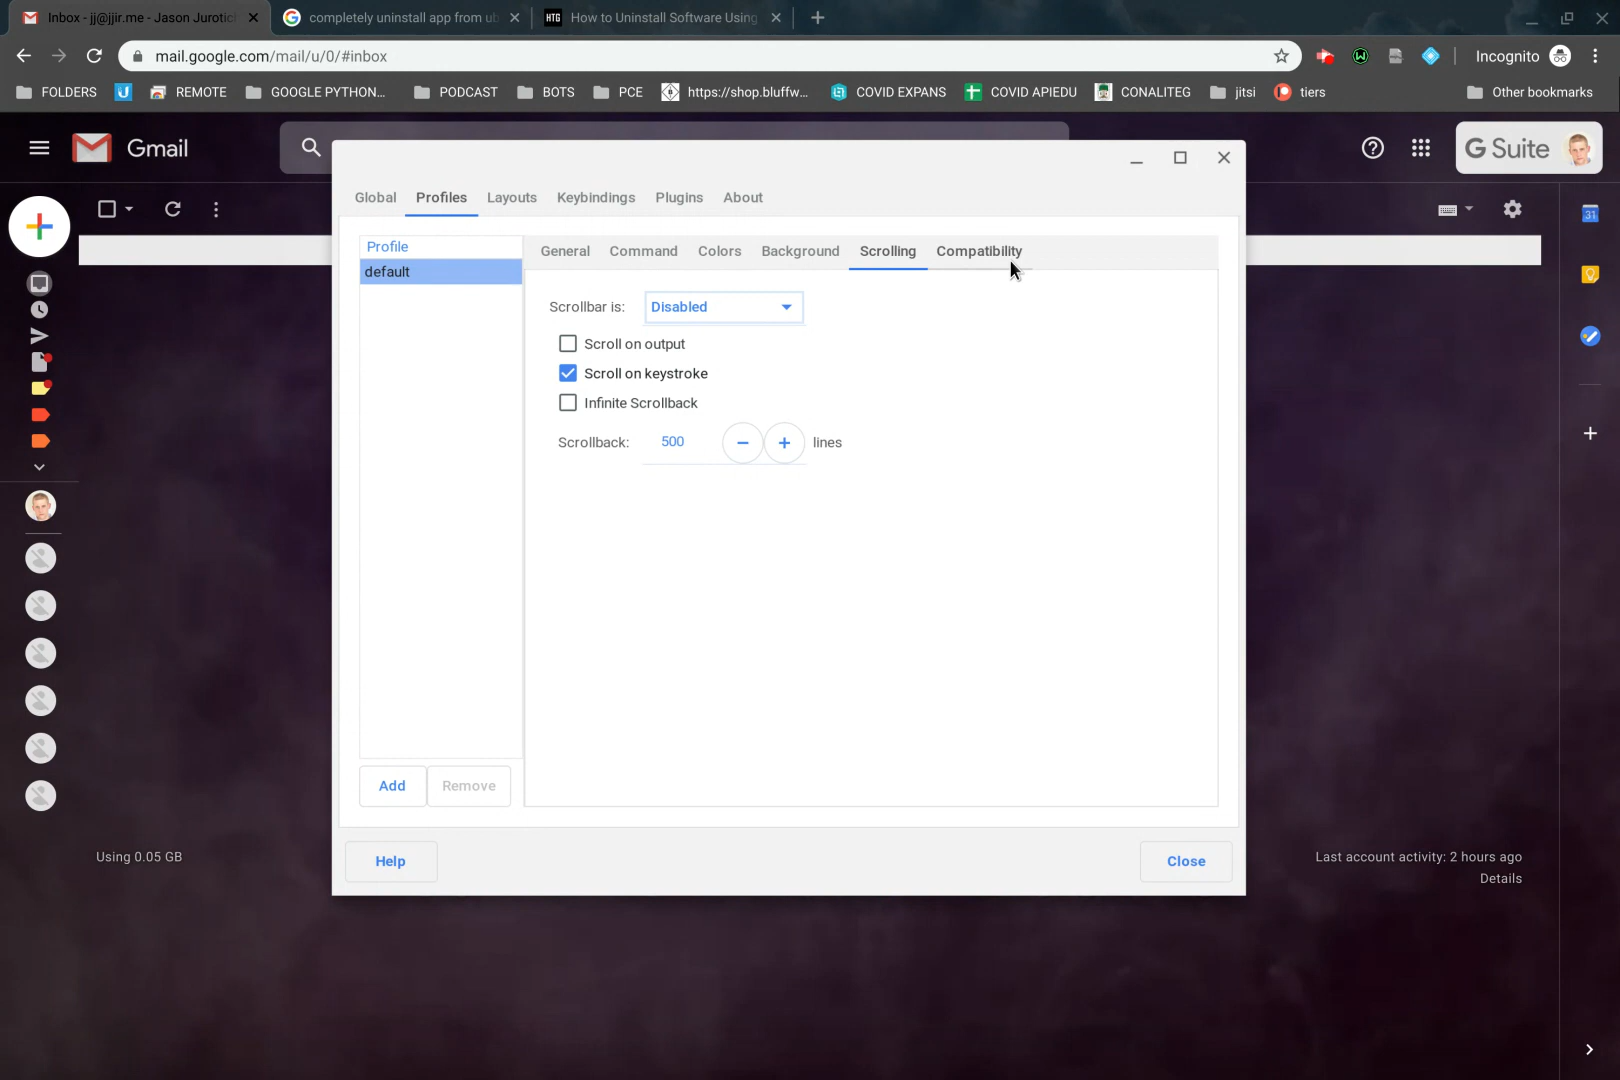 Inbox - jj@jjir.me - Jason Jurotich
completely uninstall app from ub
HTG How to Uninstall Software Using
mail.google.com/mail/u/0/#inbox
Incognito
FOLDERS
REMOTE
GOOGLE PYTHON...
PODCAST
BOTS
PCE
https://shop.bluffw...
COVID EXPANS
COVID APIEDU
CONALITEG
jitsi
tiers
Other bookmarks
Gmail
G Suite
31
Global Profiles Layouts Keybindings Plugins About
Profile
default
General Command Colors Background Scrolling Compatibility
Scrollbar is: Disabled
Scroll on output
Scroll on keystroke
Infinite Scrollback
Scrollback: 500 − + lines
Add Remove
Help Close
Using 0.05 GB
Last account activity: 2 hours ago
Details